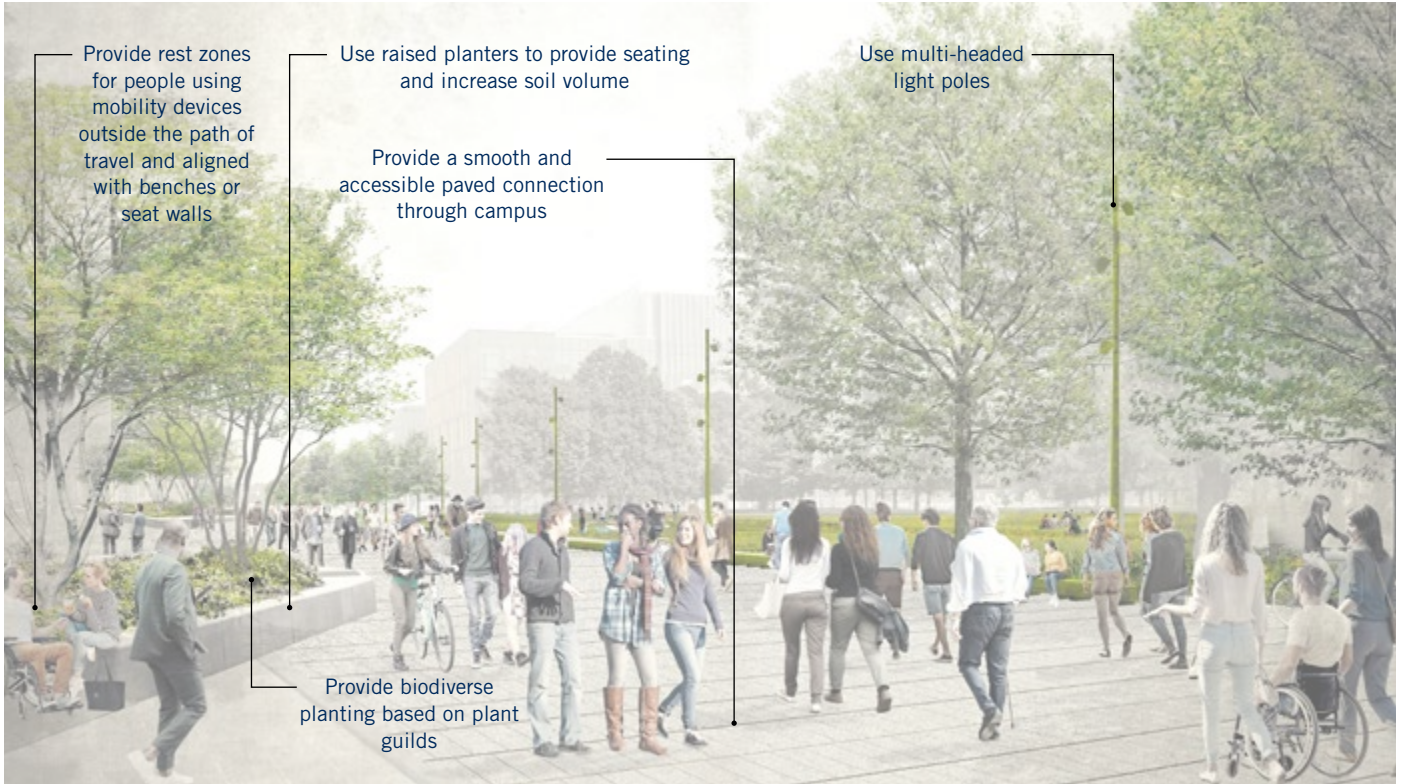 Provide rest zones
for people using
mobility devices
outside the path of
travel and aligned
with benches or
seat walls
Use raised planters to provide seating
and increase soil volume
Provide a smooth and
accessible paved connection
through campus
Use multi-headed
light poles
Provide biodiverse
planting based on plant
guilds